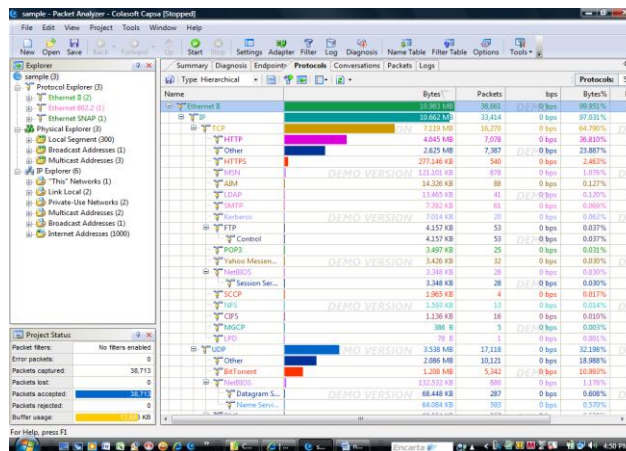 sample - Packet Analyzer - Colasoft Capsa [Stopped]
File Edit View Project Tools Window Help
New Open Save Back Forward Up Start Stop Settings Adapter Filter Log Diagnosis Name Table Filter Table Options Tools
Explorer
sample (3)
Protocol Explorer (3)
Ethernet II (2)
Ethernet 802.2 (1)
Ethernet SNAP (1)
Physical Explorer (3)
Local Segment (300)
Broadcast Addresses (1)
Multicast Addresses (3)
IP Explorer (6)
"This" Networks (1)
Link Local (2)
Private-Use Networks (2)
Multicast Addresses (2)
Broadcast Addresses (1)
Internet Addresses (1000)
Project Status
Packet filters: No filters enabled
Error packets: 0
Packets captured: 38,713
Packets lost: 0
Packets accepted: 38,713
Packets rejected: 0
Buffer usage: KB
Summary Diagnosis Endpoints Protocols Conversations Packets Logs
Type Hierarchical Protocols:
Name Bytes Packets bps Bytes%
Ethernet II 10.983 MB 38,661 0 bps 99.951%
IP 10.662 MB 33,414 0 bps 97.031%
TCP 7.119 MB 16,270 0 bps 64.790%
HTTP 4.045 MB 7,078 0 bps 36.810%
Other 2.625 MB 7,387 0 bps 23.887%
HTTPS 277.146 KB 540 0 bps 2.463%
MSN 121.101 KB 878 0 bps 1.076%
AIM 14.326 KB 88 0 bps 0.127%
LDAP 13.465 KB 41 0 bps 0.120%
SMTP 7.782 KB 61 0 bps 0.069%
Kerberos 7.014 KB 20 0 bps 0.062%
FTP 4.157 KB 53 0 bps 0.037%
Control 4.157 KB 53 0 bps 0.037%
POP3 3.497 KB 25 0 bps 0.031%
Yahoo Messen... 3.426 KB 32 0 bps 0.030%
NetBIOS 3.348 KB 28 0 bps 0.030%
Session Ser... 3.348 KB 28 0 bps 0.030%
SCCP 1.965 KB 4 0 bps 0.017%
NFS 1.593 KB 13 0 bps 0.014%
CIFS 1.136 KB 16 0 bps 0.010%
MGCP 386 B 5 0 bps 0.003%
LPD 78 B 1 0 bps 0.001%
UDP 3.538 MB 17,118 0 bps 32.198%
Other 2.086 MB 10,121 0 bps 18.988%
BitTorrent 1.208 MB 5,342 0 bps 10.993%
NetBIOS 132.532 KB 880 0 bps 1.178%
Datagram S... 68.448 KB 287 0 bps 0.608%
Name Servi... 64.084 KB 593 0 bps 0.570%
DEMO VERSION
For Help, press F1
Encarta
4:50 PM